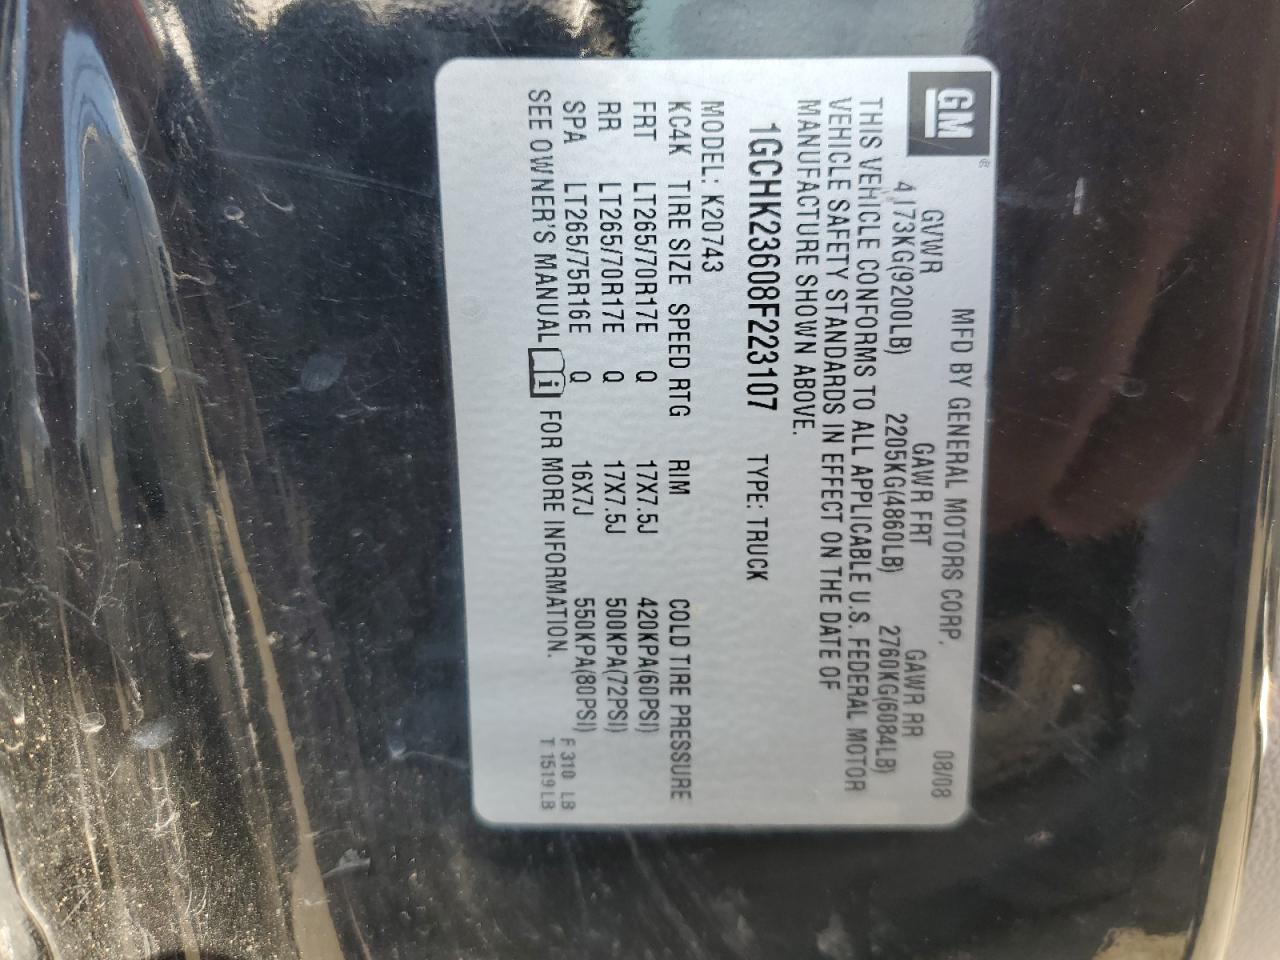 GM®
MFD BY GENERAL MOTORS CORP. 08/08
GVWR GAWR FRT GAWR RR
4173KG(9200LB) 2205KG(4860LB) 2760KG(6084LB)
THIS VEHICLE CONFORMS TO ALL APPLICABLE U.S. FEDERAL MOTOR
VEHICLE SAFETY STANDARDS IN EFFECT ON THE DATE OF
MANUFACTURE SHOWN ABOVE.
1GCHK23608F223107 TYPE: TRUCK
MODEL: K20743
KC4K TIRE SIZE SPEED RTG RIM COLD TIRE PRESSURE
FRT LT265/70R17E Q 17X7.5J 420KPA(60PSI)
RR LT265/70R17E Q 17X7.5J 500KPA(72PSI)
SPA LT265/75R16E Q 16X7J 550KPA(80PSI)
SEE OWNER'S MANUAL i FOR MORE INFORMATION.
F 310 LB
T 1519 LB